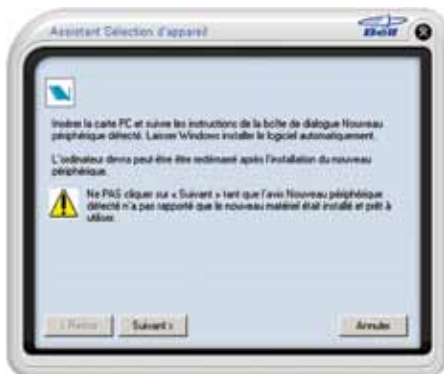 Assistant Sélection d'appareil
Bell
Insérer la carte PC et suivre les instructions de la boîte de dialogue Nouveau
périphérique détecté. Laisser Windows installer le logiciel automatiquement.
L'ordinateur devra peut être être redémarré après l'installation du nouveau
périphérique.
Ne PAS cliquer sur « Suivant » tant que l'avis Nouveau périphérique
détecté n'a pas rapporté que le nouveau matériel était installé et prêt à
utiliser.
< Retour Suivant > Annuler